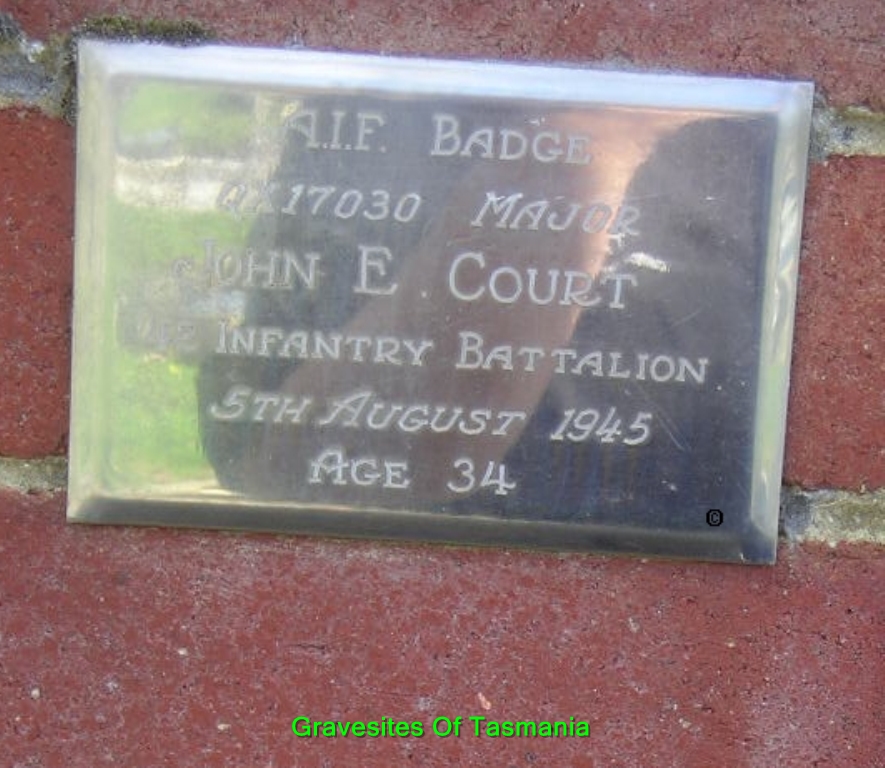 A.I.F. BADGE
QX17030 MAJOR
JOHN E. COURT
INFANTRY BATTALION
5TH AUGUST 1945
AGE 34
©
Gravesites Of Tasmania